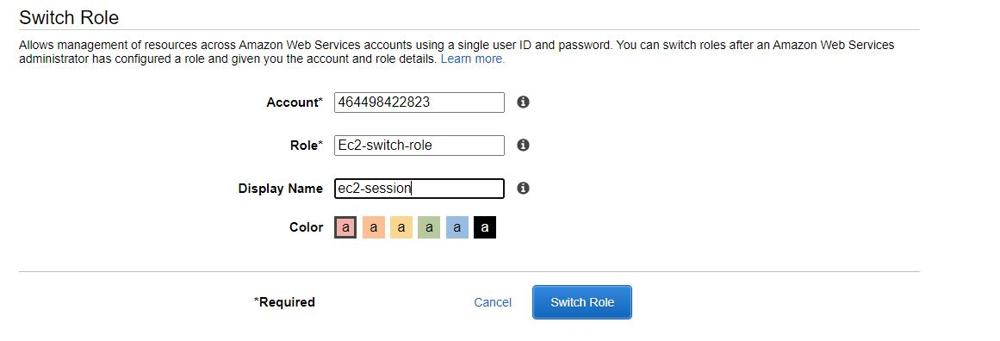 Switch Role
Allows management of resources across Amazon Web Services accounts using a single user ID and password. You can switch roles after an Amazon Web Services
administrator has configured a role and given you the account and role details. Learn more.
Account* 464498422823
Role* Ec2-switch-role
Display Name ec2-session
Color a a a a a a
*Required Cancel Switch Role